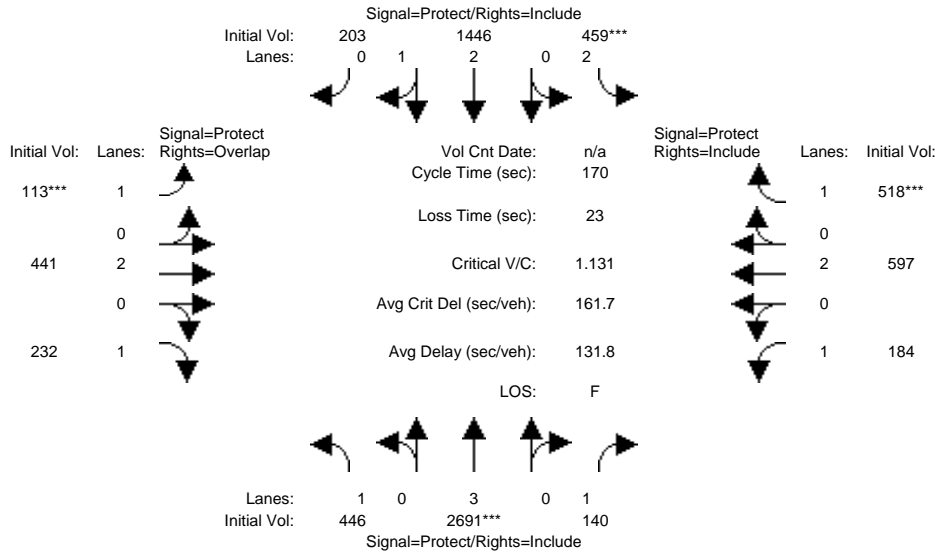 Signal=Protect/Rights=Include
Initial Vol: 203 1446 459***
Lanes: 0 1 2 0 2
Signal=Protect
Initial Vol: Lanes: Rights=Overlap
Vol Cnt Date: n/a
Signal=Protect
Rights=Include Lanes: Initial Vol:
Cycle Time (sec): 170
113*** 1
1 518***
Loss Time (sec): 23
0
0
441 2
Critical V/C: 1.131
2 597
0
Avg Crit Del (sec/veh): 161.7
0
232 1
Avg Delay (sec/veh): 131.8
1 184
LOS: F
Lanes: 1 0 3 0 1
Initial Vol: 446 2691*** 140
Signal=Protect/Rights=Include